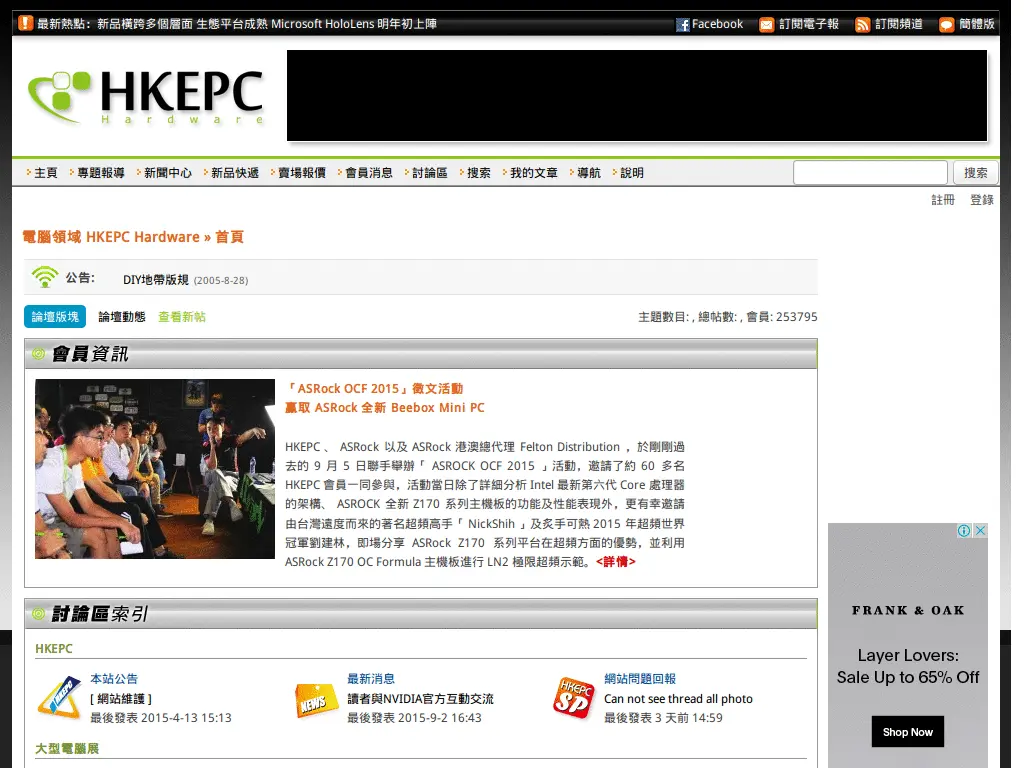 最新熱點：新品橫跨多個層面 生態平台成熟 Microsoft HoloLens 明年初上陣
Facebook 訂閱電子報 訂閱頻道 簡體版
HKEPC
Hardware
主頁 專題報導 新聞中心 新品快遞 賣場報價 會員消息 討論區 搜索 我的文章 導航 說明 搜索
註冊 登錄
電腦領域 HKEPC Hardware » 首頁
公告: DIY地帶版規 (2005-8-28)
論壇版塊 論壇動態 查看新帖 主題數目: , 總帖數: , 會員: 253795
會員資訊
「ASRock OCF 2015」徵文活動
贏取 ASRock 全新 Beebox Mini PC
HKEPC 、 ASRock 以及 ASRock 港澳總代理 Felton Distribution ，於剛剛過
去的 9 月 5 日聯手舉辦「 ASROCK OCF 2015 」活動，邀請了約 60 多名
HKEPC 會員一同參與，活動當日除了詳細分析 Intel 最新第六代 Core 處理器
的架構、 ASROCK 全新 Z170 系列主機板的功能及性能表現外，更有幸邀請
由台灣遠度而來的著名超頻高手「 NickShih 」及炙手可熱 2015 年超頻世界
冠軍劉建林，即場分享 ASRock Z170 系列平台在超頻方面的優勢，並利用
ASRock Z170 OC Formula 主機板進行 LN2 極限超頻示範。<詳情>
討論區索引
HKEPC
HKEPC
本站公告
[ 網站維護 ]
最後發表 2015-4-13 15:13
NEWS
最新消息
讀者與NVIDIA官方互動交流
最後發表 2015-9-2 16:43
HKEPC
SP
網站問題回報
Can not see thread all photo
最後發表 3 天前 14:59
大型電腦展
FRANK & OAK
Layer Lovers:
Sale Up to 65% Off
Shop Now